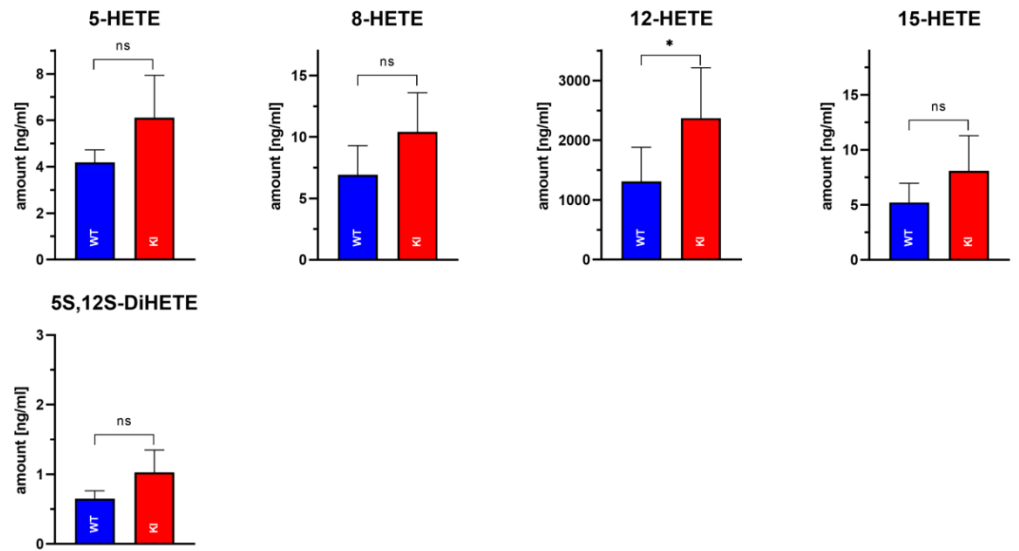 5-HETE
ns
amount [ng/ml]
8
6
4
2
0
WT
KI
8-HETE
ns
amount [ng/ml]
15
10
5
0
WT
KI
12-HETE
*
amount [ng/ml]
3000
2000
1000
0
WT
KI
15-HETE
ns
amount [ng/ml]
15
10
5
0
WT
KI
5S,12S-DiHETE
ns
amount [ng/ml]
3
2
1
0
WT
KI